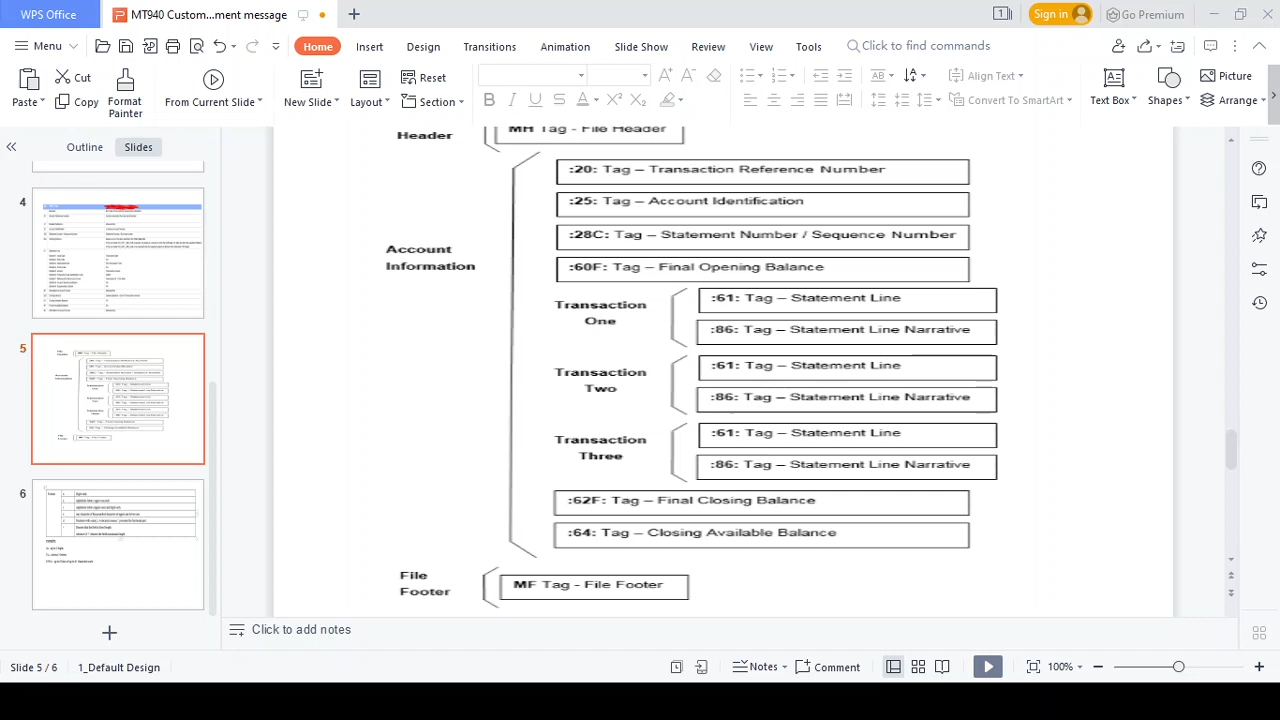 WPS Office
MT940 Custom...ment message
Sign in
Go Premium
Menu
Home
Insert
Design
Transitions
Animation
Slide Show
Review
View
Tools
Click to find commands
Paste
Cut
Copy
Format
Painter
From Current Slide
New Slide
Layout
Reset
Section
Align Text
Convert To SmartArt
Text Box
Shapes
Picture
Arrange
Outline
Slides
4
5
6
Header
MH Tag - File Header
Account
Information
:20: Tag – Transaction Reference Number
:25: Tag – Account Identification
:28C: Tag – Statement Number / Sequence Number
:60F: Tag – Final Opening Balance
Transaction
One
:61: Tag – Statement Line
:86: Tag – Statement Line Narrative
Transaction
Two
:61: Tag – Statement Line
:86: Tag – Statement Line Narrative
Transaction
Three
:61: Tag – Statement Line
:86: Tag – Statement Line Narrative
:62F: Tag – Final Closing Balance
:64: Tag – Closing Available Balance
File
Footer
MF Tag - File Footer
Click to add notes
Slide 5 / 6
1_Default Design
Notes
Comment
100%